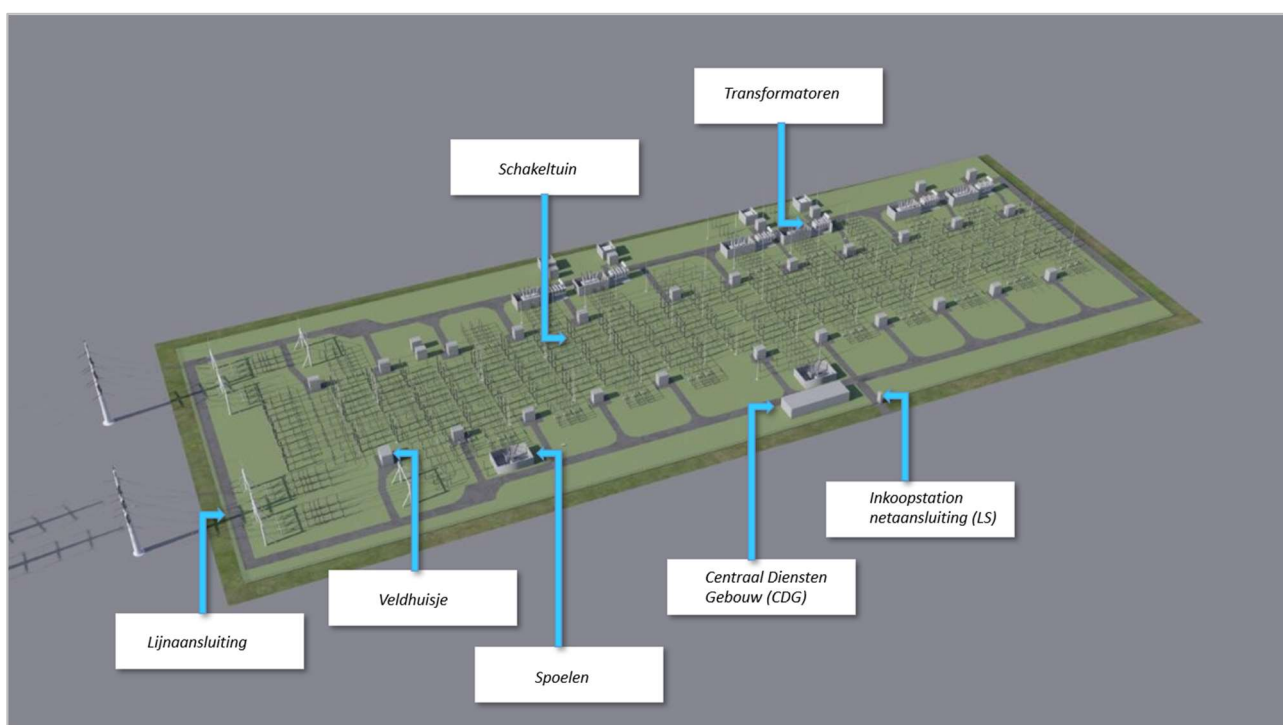 Transformatoren
Schakeltuin
Inkoopstation
netaansluiting (LS)
Centraal Diensten
Gebouw (CDG)
Veldhuisje
Lijnaansluiting
Spoelen